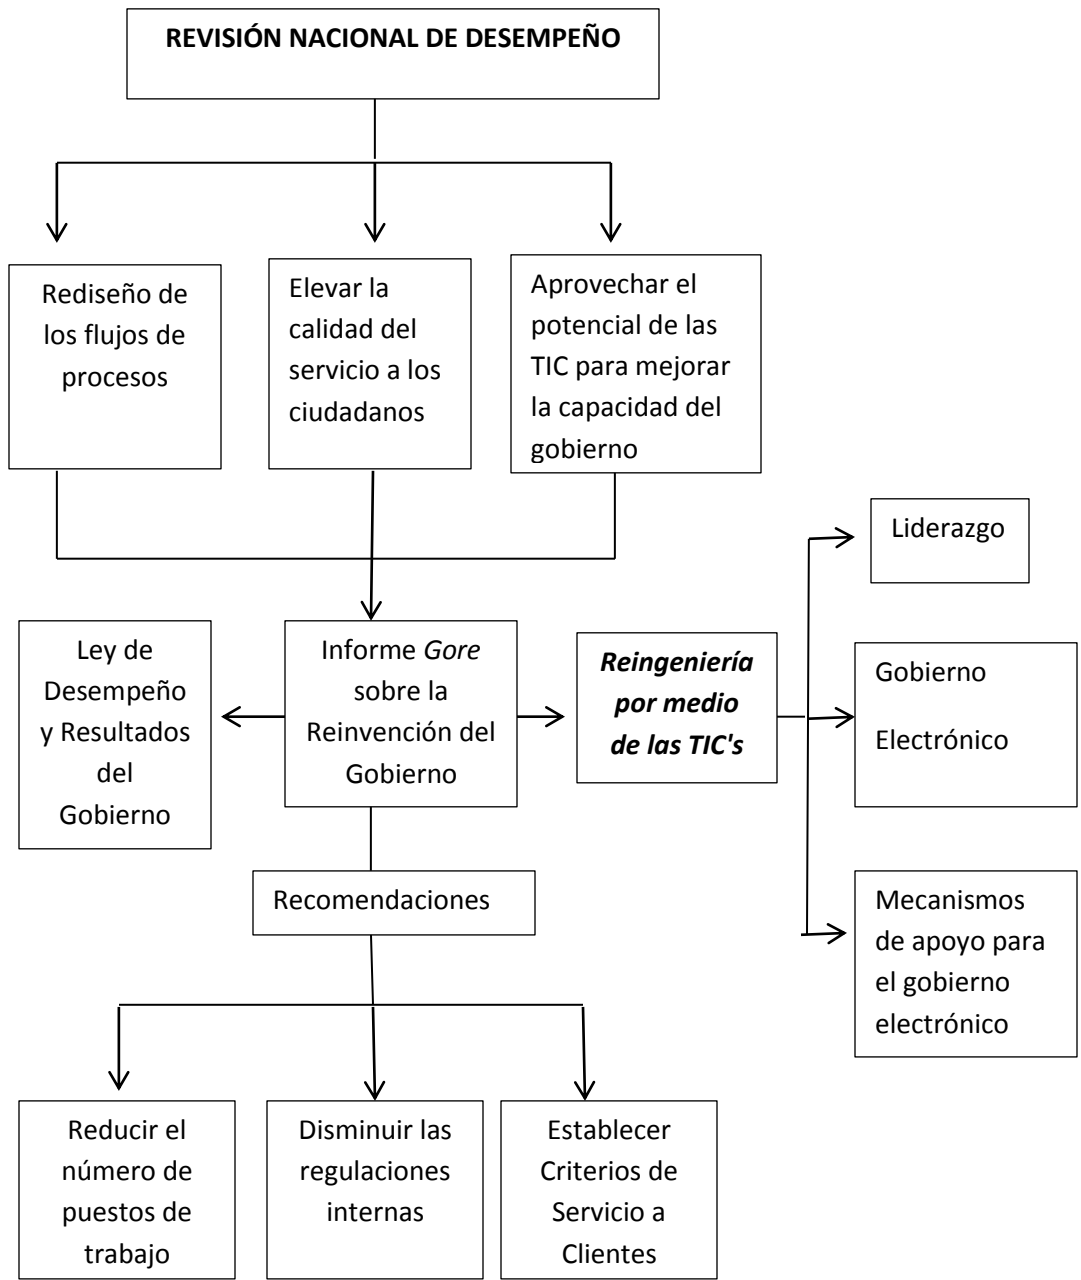 REVISIÓN NACIONAL DE DESEMPEÑO
Rediseño de
los flujos de
procesos
Elevar la
calidad del
servicio a los
ciudadanos
Aprovechar el
potencial de las
TIC para mejorar
la capacidad del
gobierno
Ley de
Desempeño
y Resultados
del
Gobierno
Informe Gore
sobre la
Reinvención del
Gobierno
Reingeniería
por medio
de las TIC's
Liderazgo
Gobierno
Electrónico
Mecanismos
de apoyo para
el gobierno
electrónico
Recomendaciones
Reducir el
número de
puestos de
trabajo
Disminuir las
regulaciones
internas
Establecer
Criterios de
Servicio a
Clientes